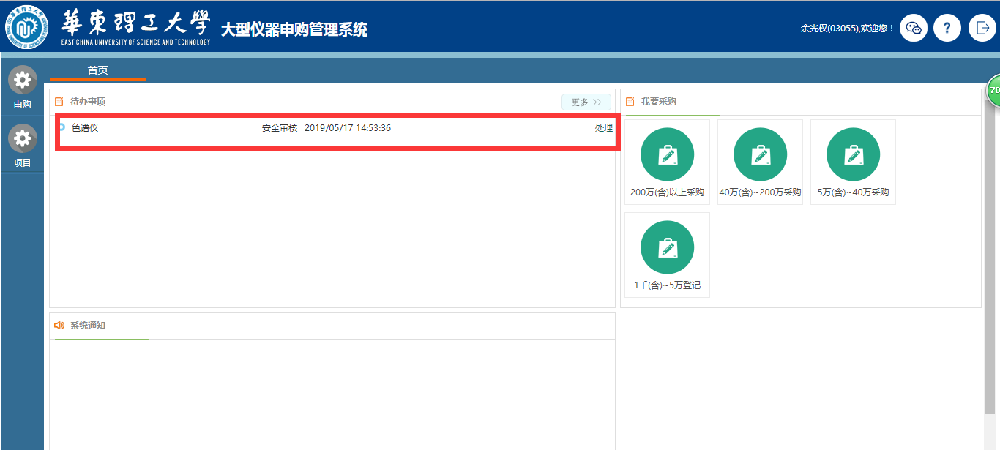 華東理工大學
EAST CHINA UNIVERSITY OF SCIENCE AND TECHNOLOGY
大型仪器申购管理系统
余光权(03055),欢迎您！
?
首页
申购
项目
待办事项
更多 >>
色谱仪 安全审核 2019/05/17 14:53:36 处理
我要采购
200万(含)以上采购
40万(含)~200万采购
5万(含)~40万采购
1千(含)~5万登记
系统通知
70